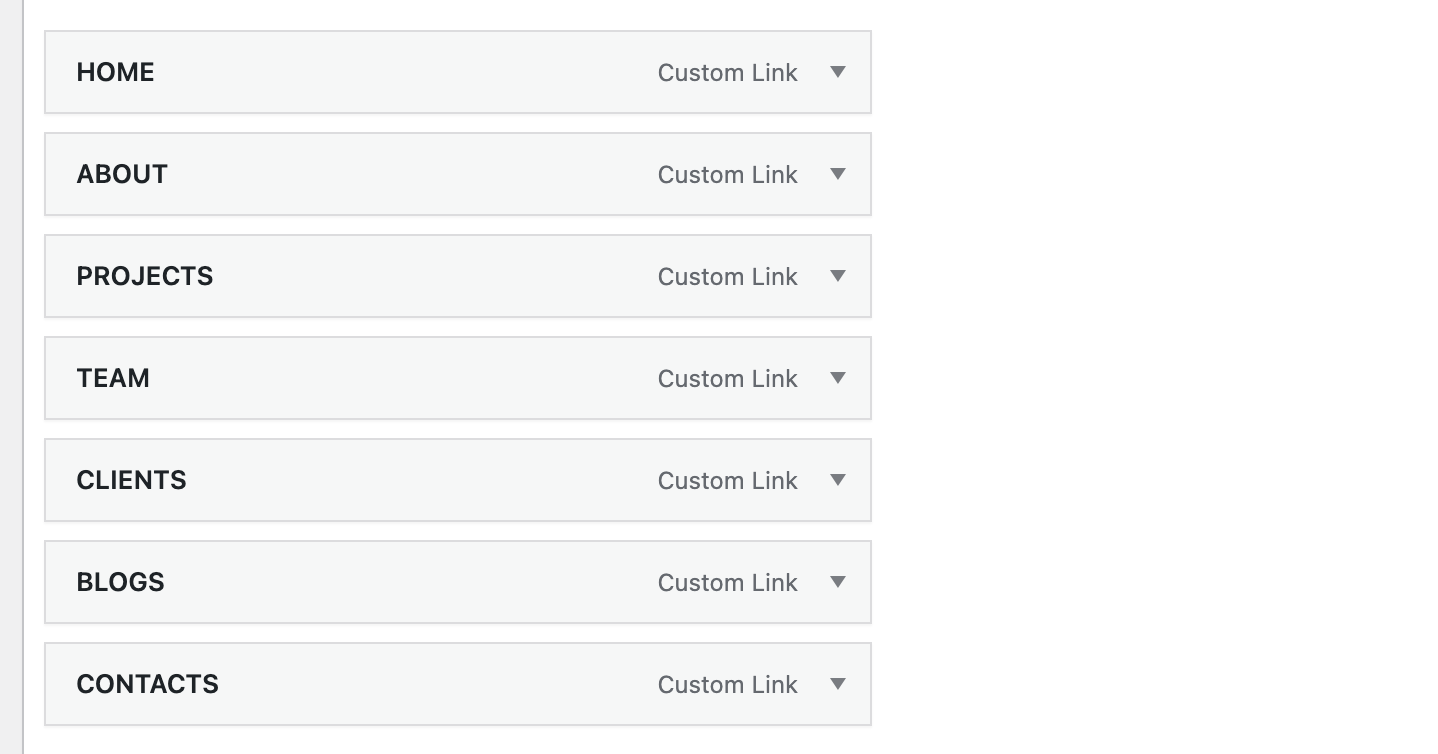 HOME Custom Link
ABOUT Custom Link
PROJECTS Custom Link
TEAM Custom Link
CLIENTS Custom Link
BLOGS Custom Link
CONTACTS Custom Link